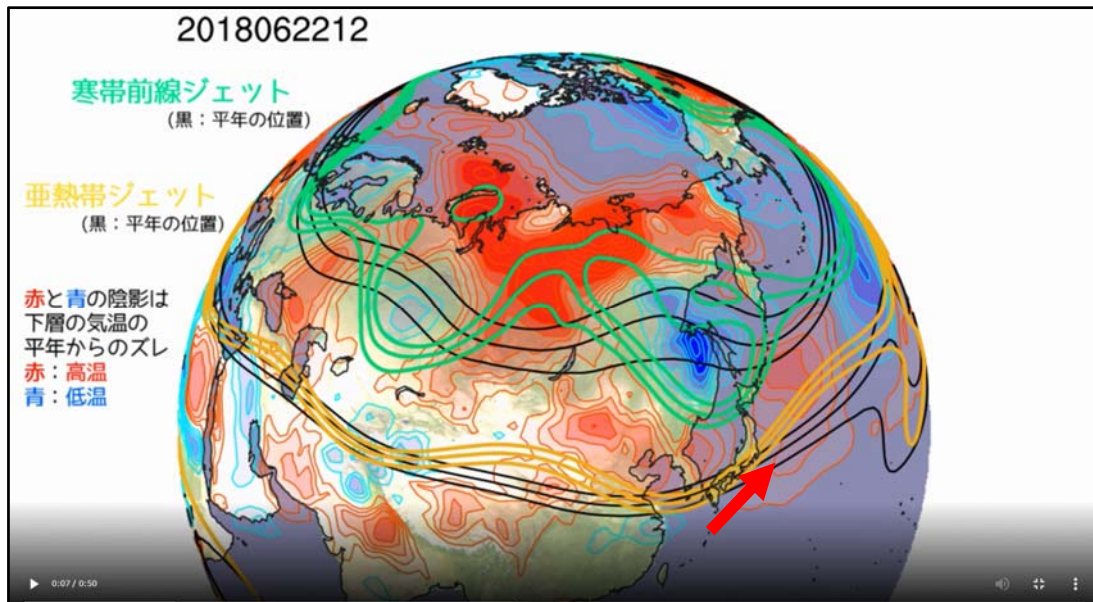 2018062212
寒帯前線ジェット
(黒：平年の位置)
亜熱帯ジェット
(黒：平年の位置)
赤と青の陰影は
下層の気温の
平年からのズレ
赤：高温
青：低温
0:07 / 0:50